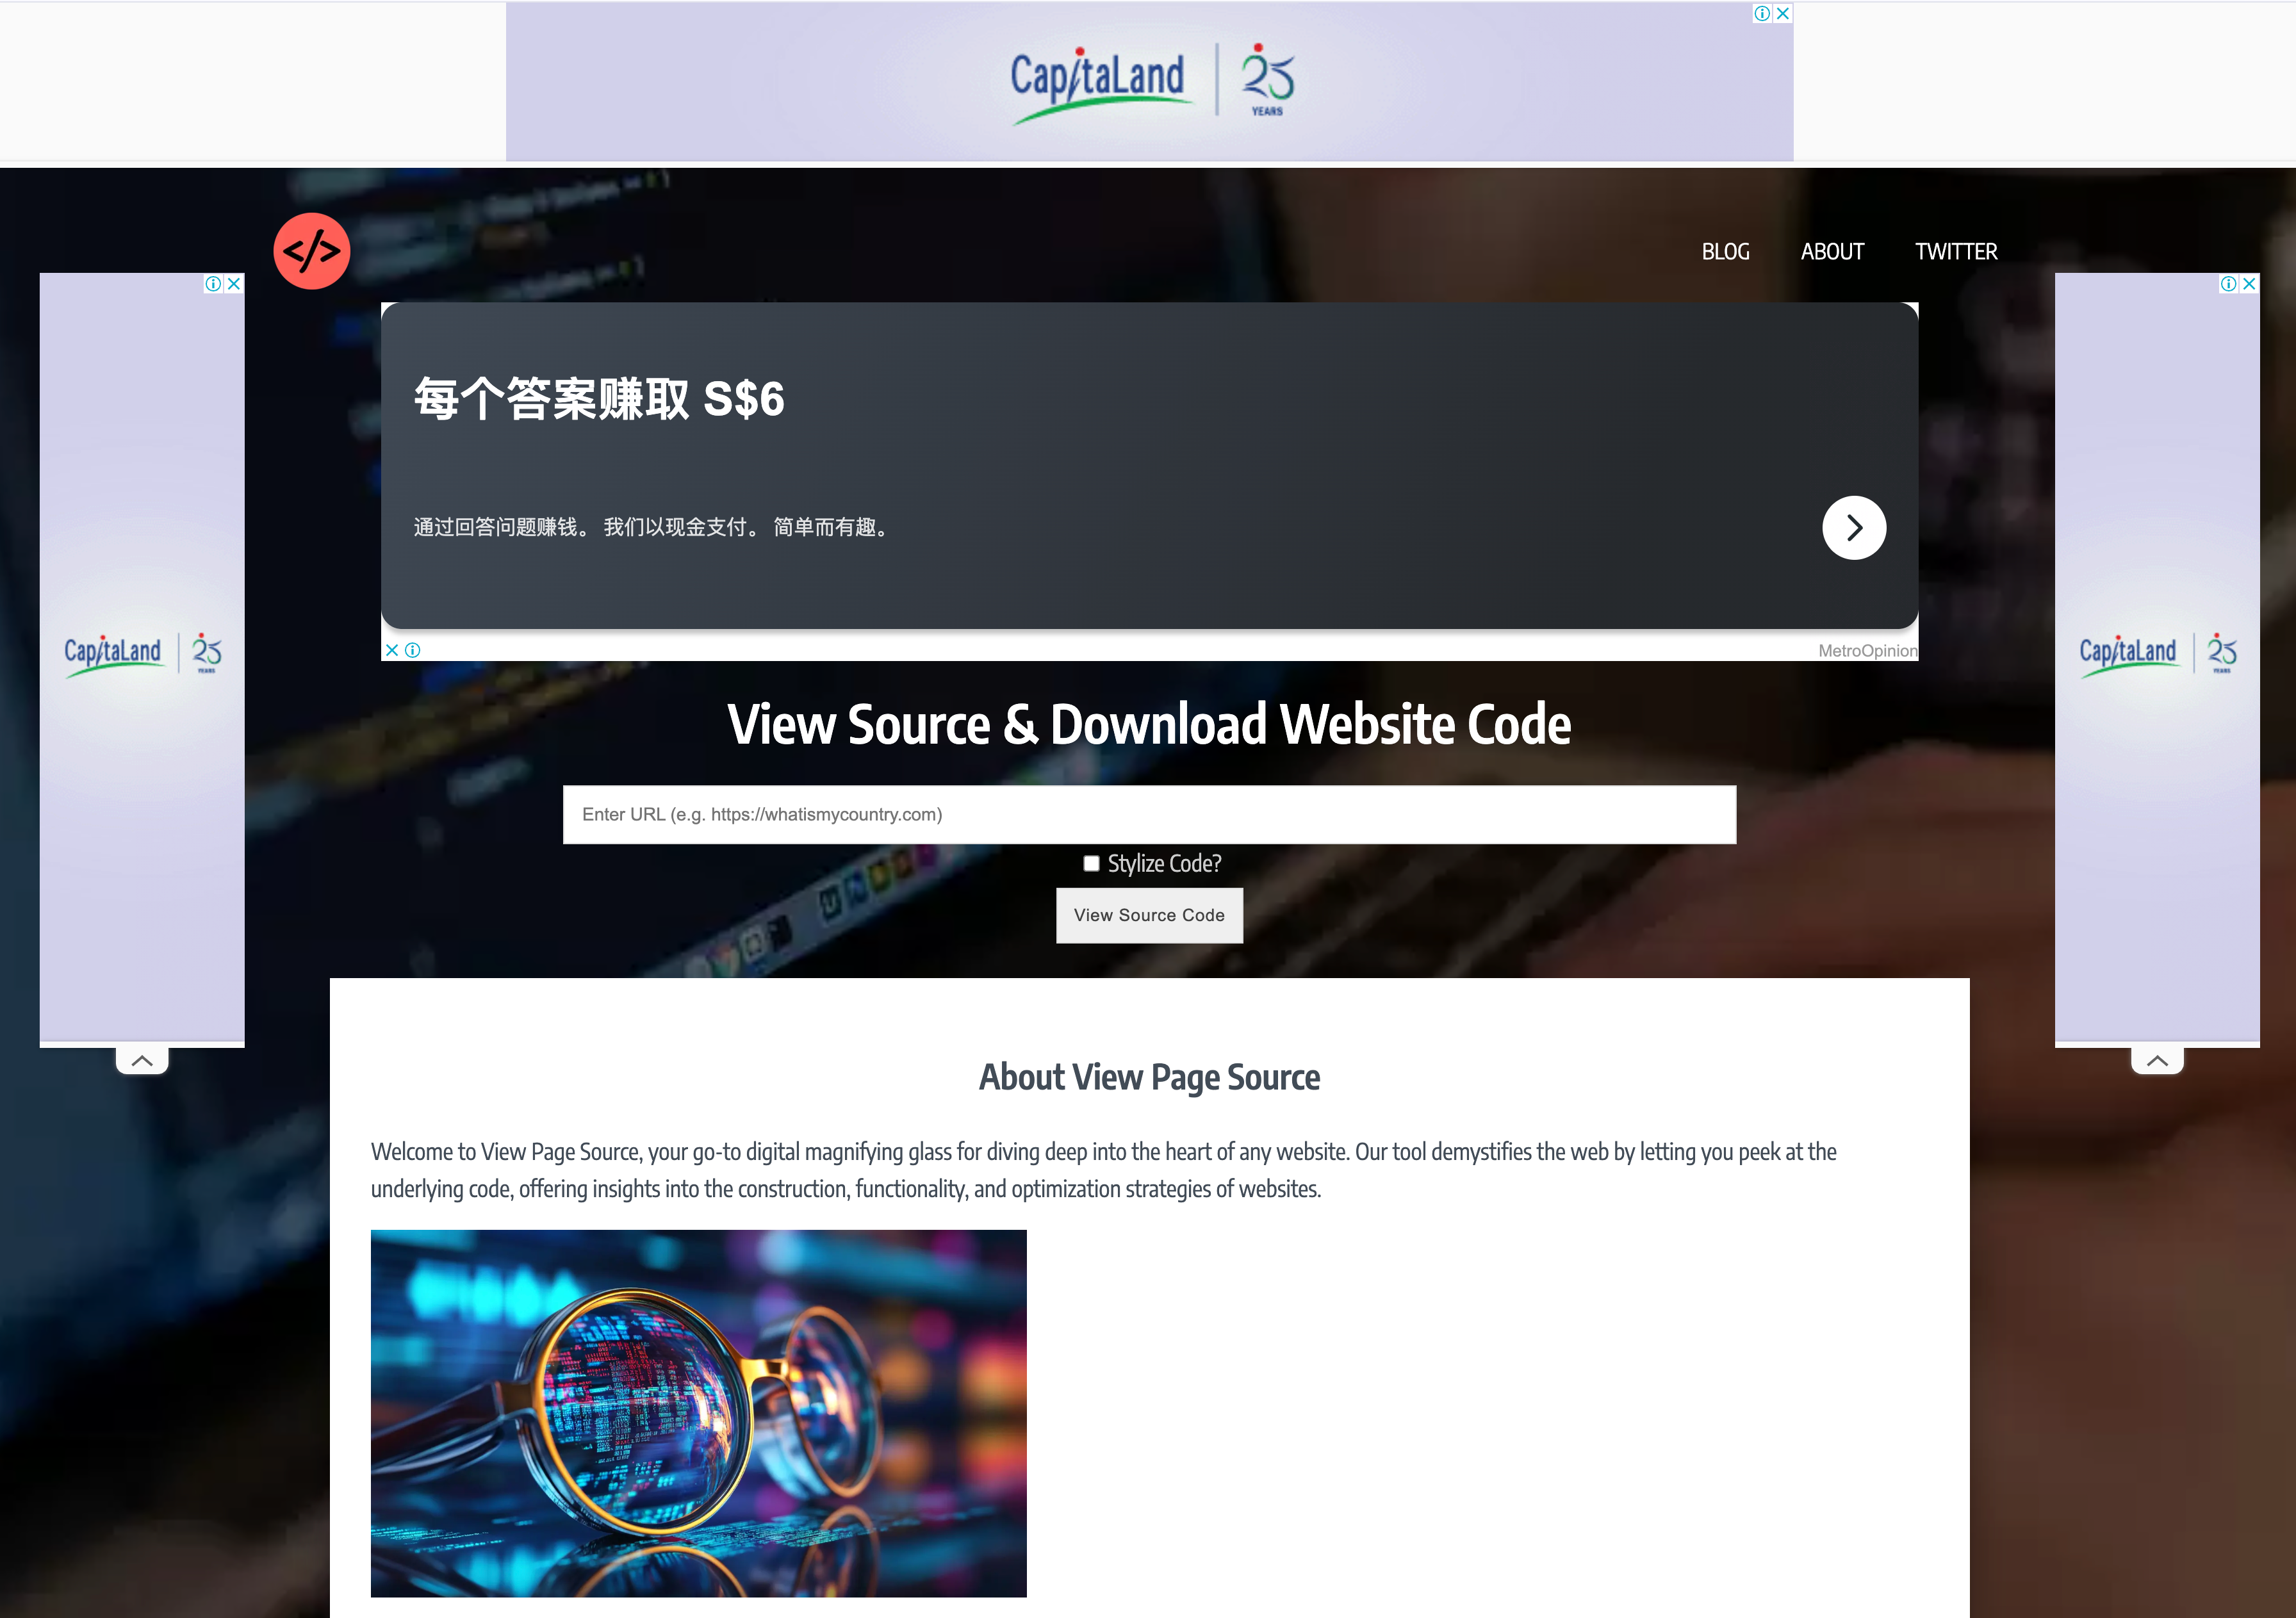 CapitaLand | 25
YEARS
</>
BLOG ABOUT TWITTER
每个答案赚取 S$6
通过回答问题赚钱。 我们以现金支付。 简单而有趣。
MetroOpinion
CapitaLand | 25
YEARS
CapitaLand | 25
YEARS
View Source & Download Website Code
Enter URL (e.g. https://whatismycountry.com)
Stylize Code?
View Source Code
About View Page Source
Welcome to View Page Source, your go-to digital magnifying glass for diving deep into the heart of any website. Our tool demystifies the web by letting you peek at the
underlying code, offering insights into the construction, functionality, and optimization strategies of websites.